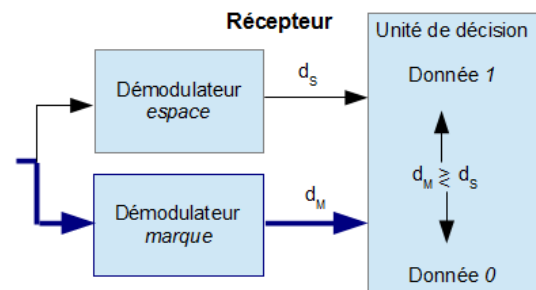 Récepteur
Unité de décision
Démodulateur
espace
d_S
Donnée 1
d_M ≷ d_S
Démodulateur
marque
d_M
Donnée 0